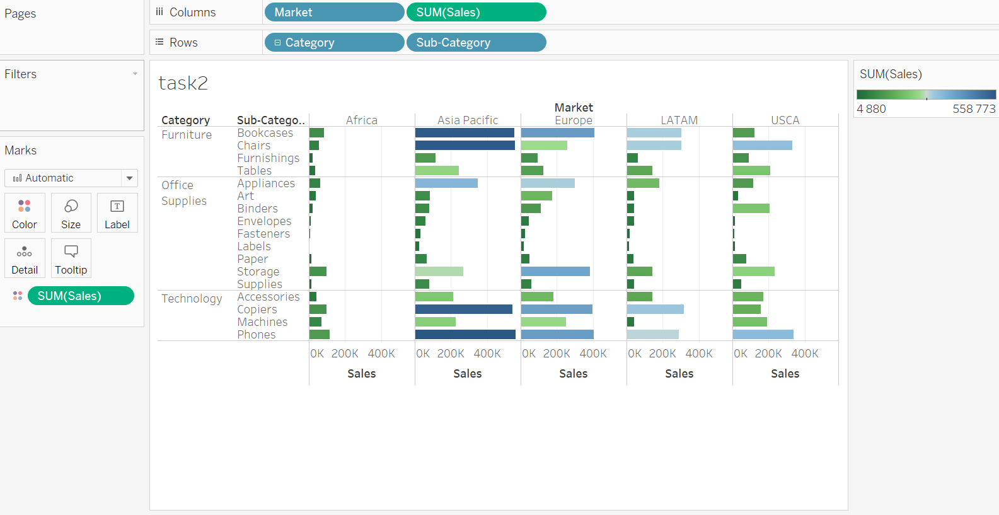 Pages
Columns Market SUM(Sales)
Rows Category Sub-Category
Filters
Marks
Automatic
Color Size Label
Detail Tooltip
SUM(Sales)
task2
Market
Category Sub-Catego.. Africa Asia Pacific Europe LATAM USCA
Furniture Bookcases
Chairs
Furnishings
Tables
Office Supplies Appliances
Art
Binders
Envelopes
Fasteners
Labels
Paper
Storage
Supplies
Technology Accessories
Copiers
Machines
Phones
0K 200K 400K 0K 200K 400K 0K 200K 400K 0K 200K 400K 0K 200K 400K
Sales Sales Sales Sales Sales
SUM(Sales)
4 880 558 773